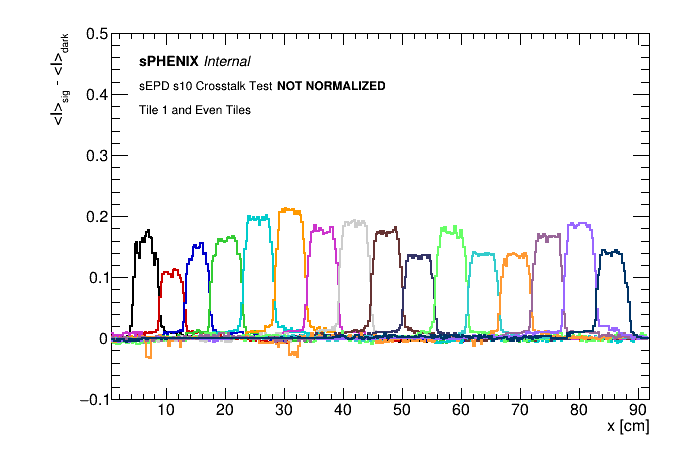 sPHENIX Internal
sEPD s10 Crosstalk Test NOT NORMALIZED
Tile 1 and Even Tiles
<I>sig - <I>dark
0.5
0.4
0.3
0.2
0.1
0
−0.1
10 20 30 40 50 60 70 80 90
x [cm]